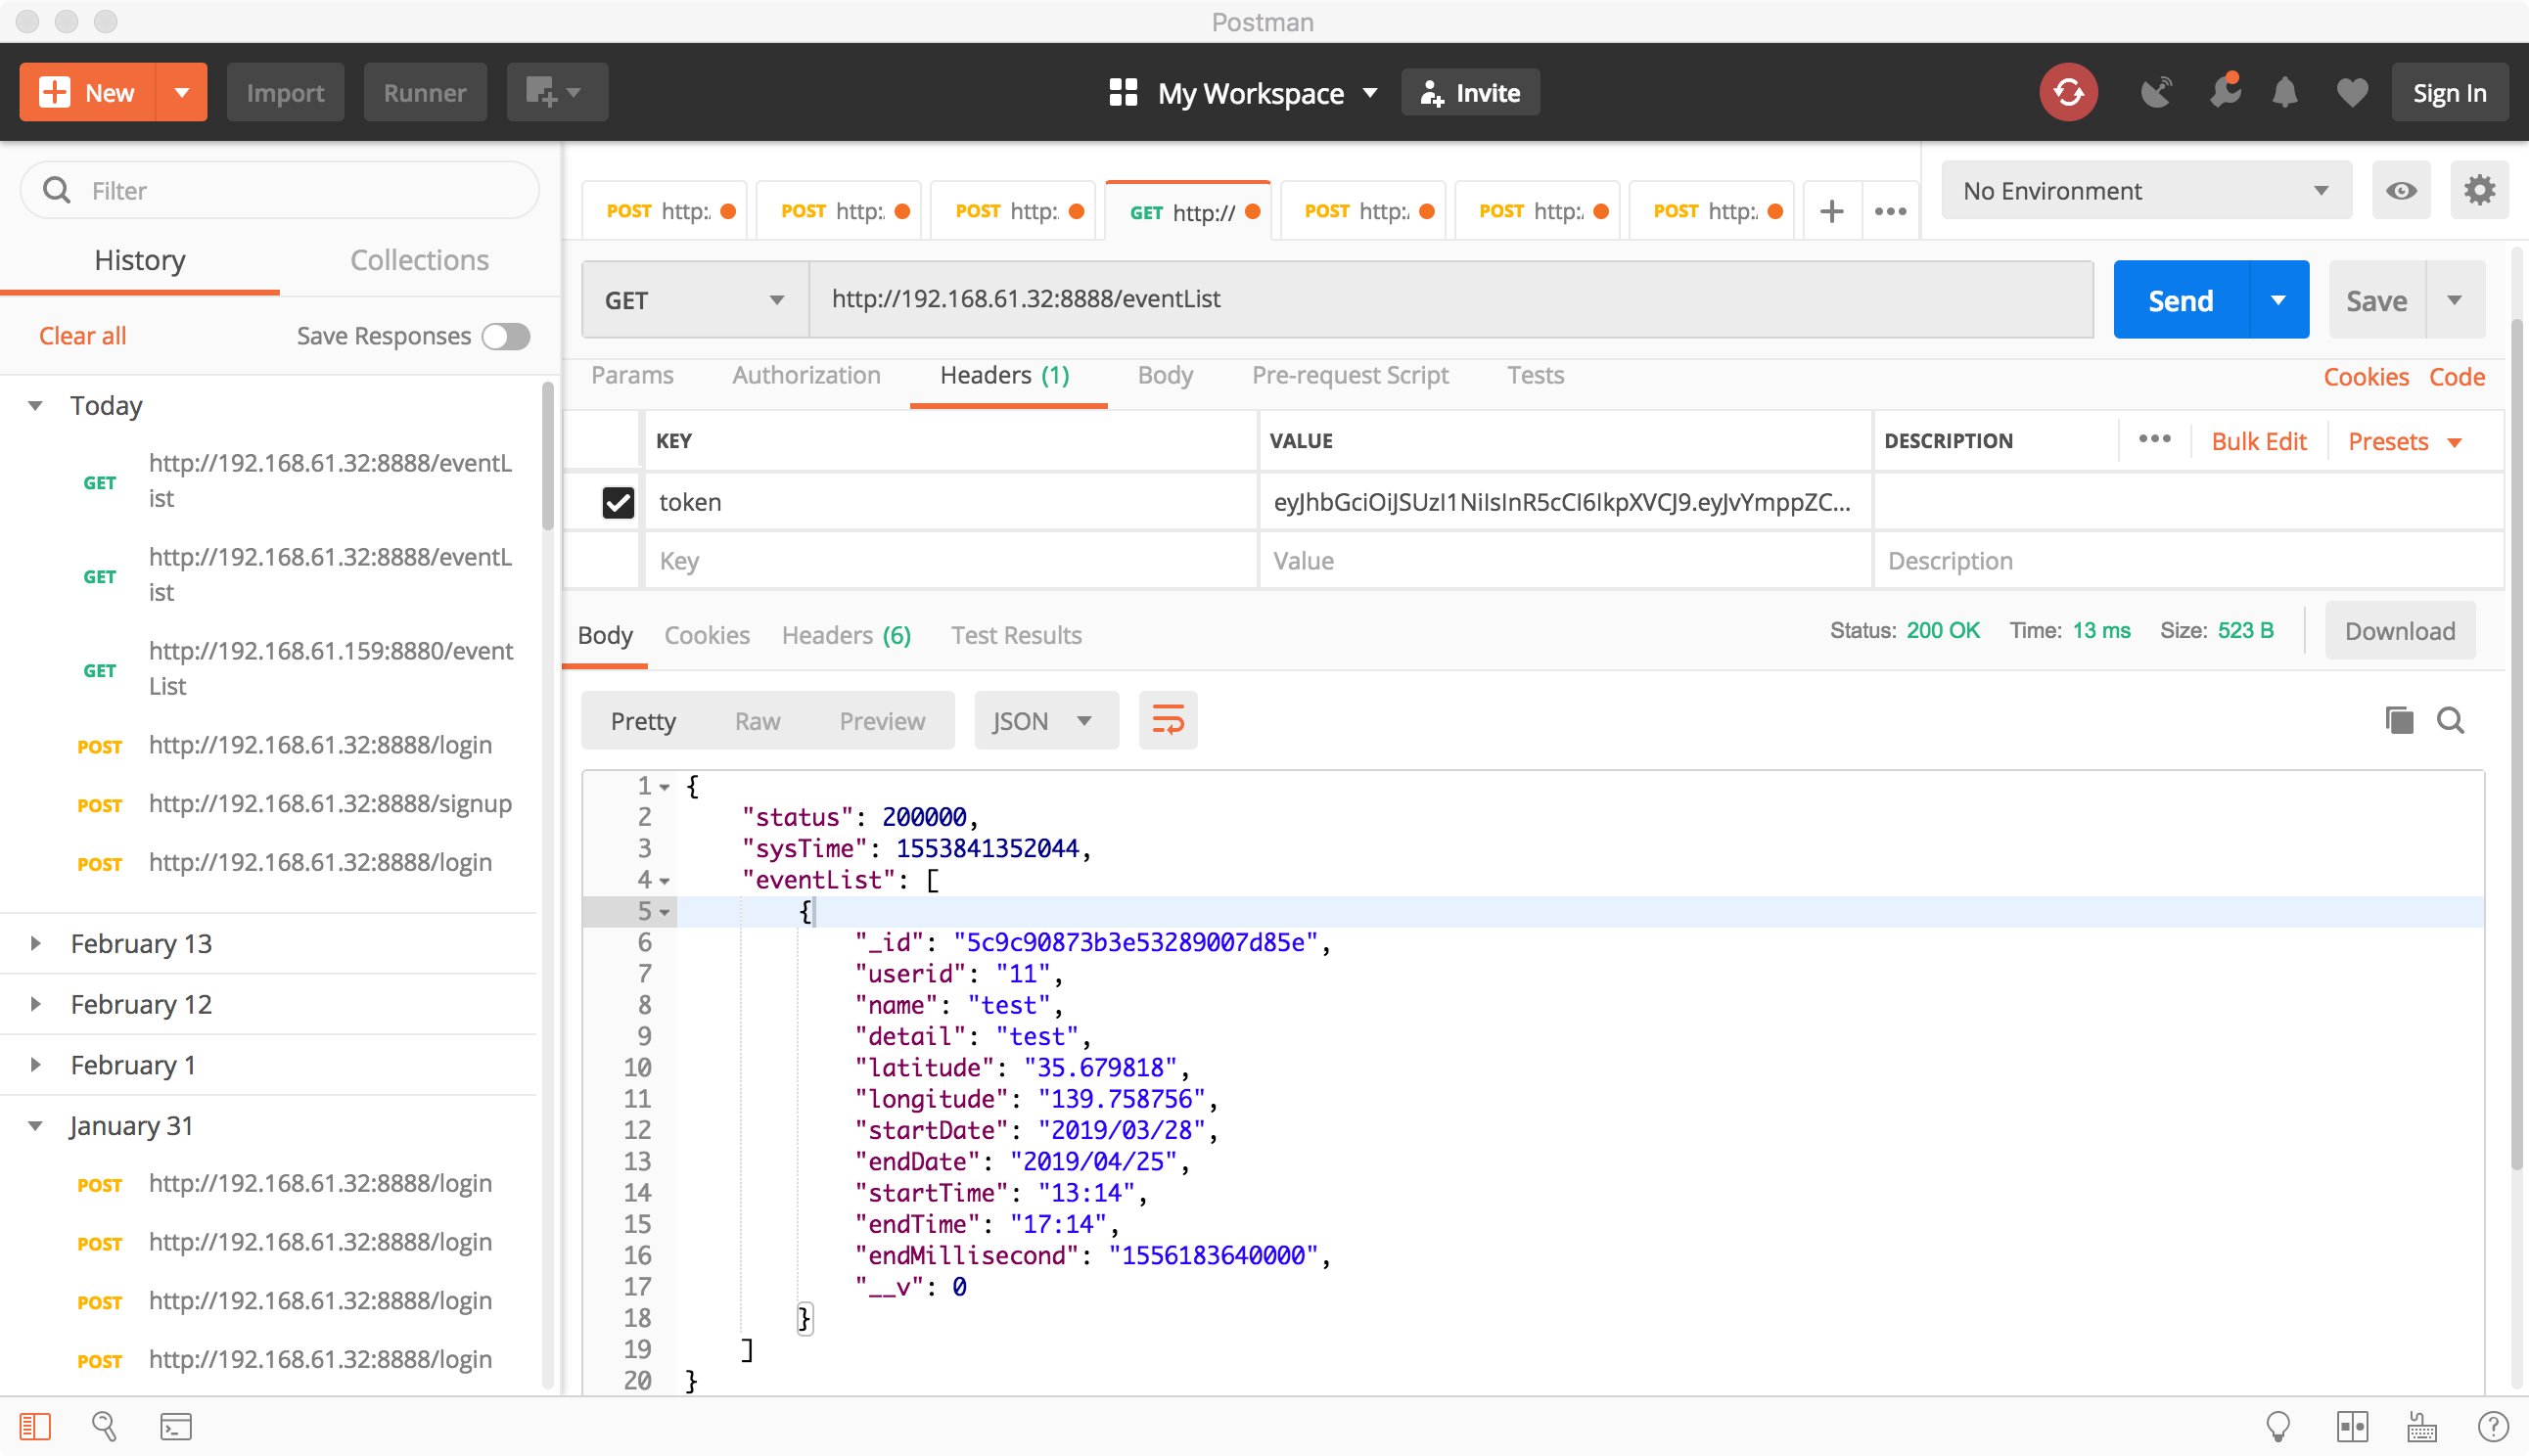 Postman
New
Import
Runner
My Workspace
Invite
Sign In
Filter
History
Collections
Clear all
Save Responses
Today
GET http://192.168.61.32:8888/eventL
ist
GET http://192.168.61.32:8888/eventL
ist
GET http://192.168.61.159:8880/event
List
POST http://192.168.61.32:8888/login
POST http://192.168.61.32:8888/signup
POST http://192.168.61.32:8888/login
February 13
February 12
February 1
January 31
POST http://192.168.61.32:8888/login
POST http://192.168.61.32:8888/login
POST http://192.168.61.32:8888/login
POST http://192.168.61.32:8888/login
POST http:
POST http:
POST http:
GET http://
POST http:
POST http:
POST http:
No Environment
GET
http://192.168.61.32:8888/eventList
Send
Save
Params Authorization Headers (1) Body Pre-request Script Tests
Cookies Code
KEY VALUE DESCRIPTION ••• Bulk Edit Presets
token eyJhbGciOiJSUzI1NiIsInR5cCI6IkpXVCJ9.eyJvYmppZC...
Key Value Description
Body Cookies Headers (6) Test Results
Status: 200 OK Time: 13 ms Size: 523 B Download
Pretty Raw Preview JSON
1 {
2 "status": 200000,
3 "sysTime": 1553841352044,
4 "eventList": [
5 {
6 "_id": "5c9c90873b3e53289007d85e",
7 "userid": "11",
8 "name": "test",
9 "detail": "test",
10 "latitude": "35.679818",
11 "longitude": "139.758756",
12 "startDate": "2019/03/28",
13 "endDate": "2019/04/25",
14 "startTime": "13:14",
15 "endTime": "17:14",
16 "endMillisecond": "1556183640000",
17 "__v": 0
18 }
19 ]
20 }